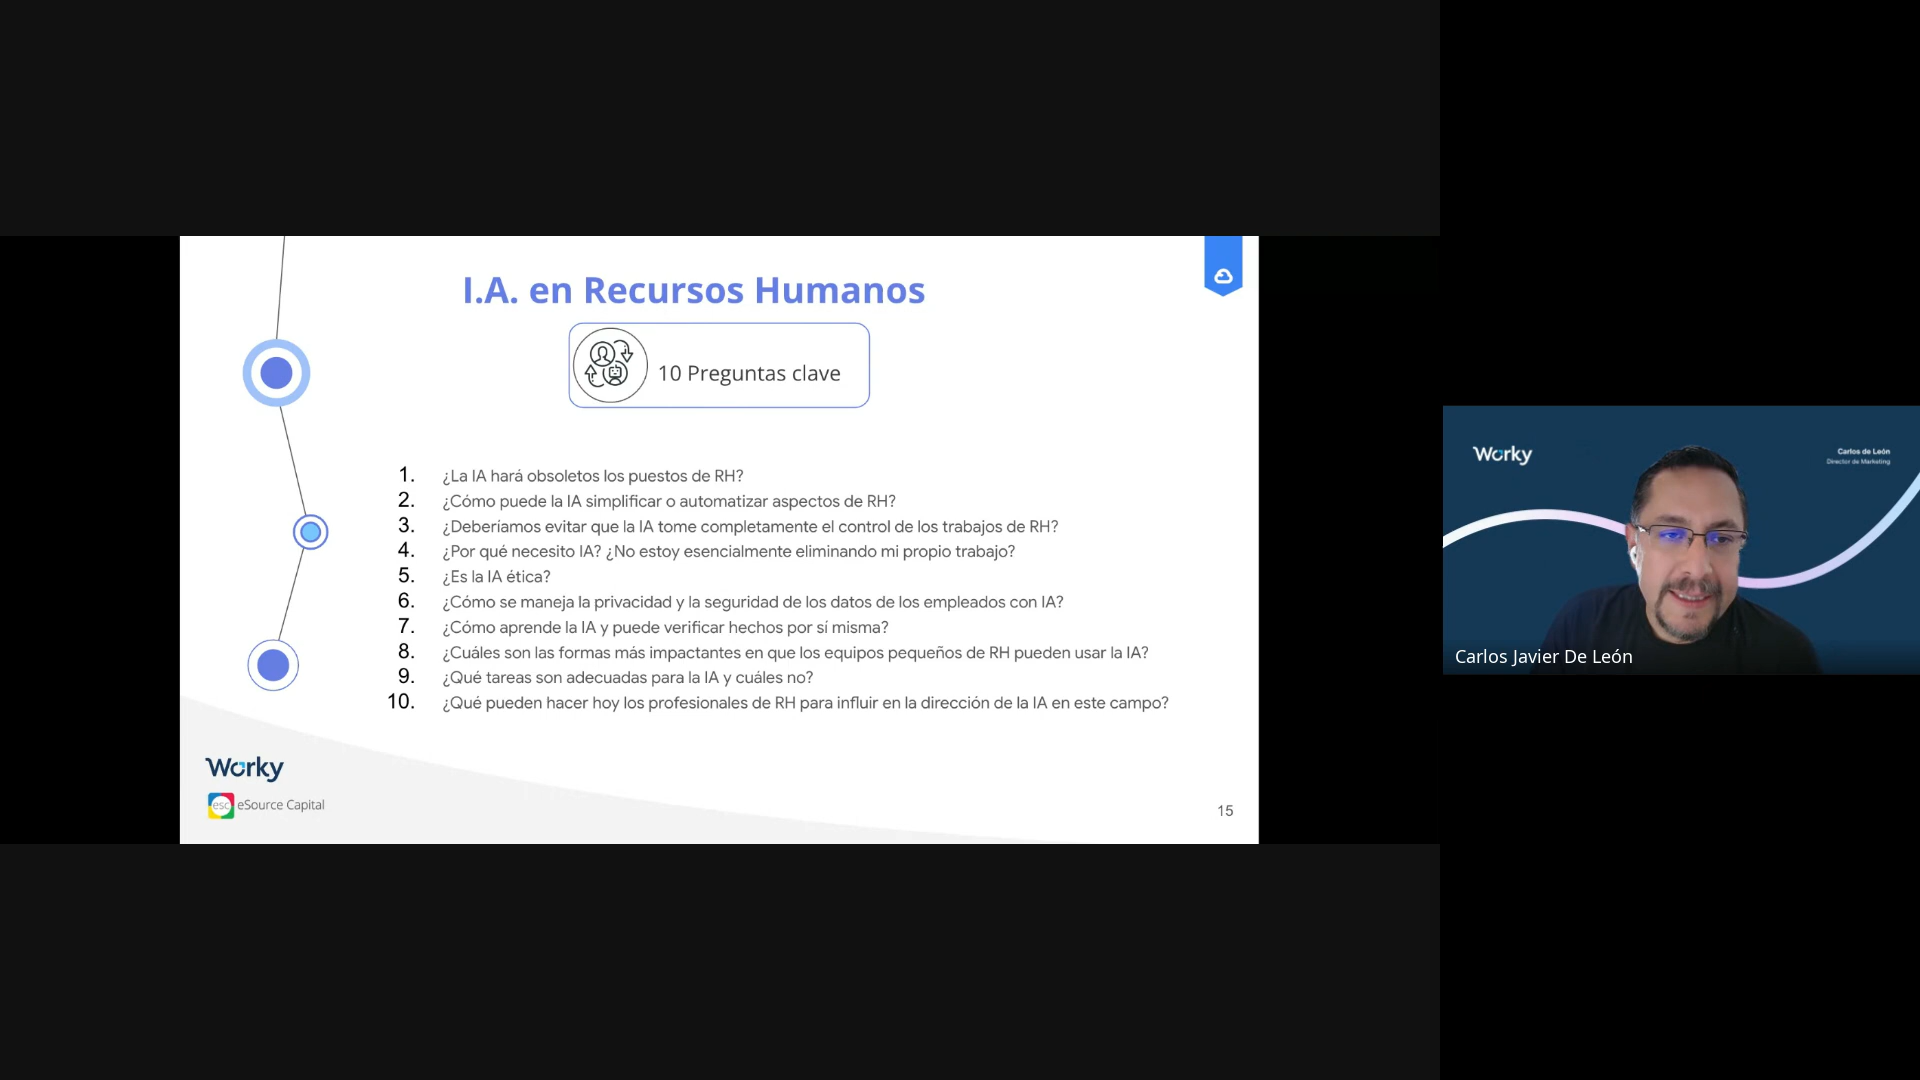 I.A. en Recursos Humanos
10 Preguntas clave
1. ¿La IA hará obsoletos los puestos de RH?
2. ¿Cómo puede la IA simplificar o automatizar aspectos de RH?
3. ¿Deberíamos evitar que la IA tome completamente el control de los trabajos de RH?
4. ¿Por qué necesito IA? ¿No estoy esencialmente eliminando mi propio trabajo?
5. ¿Es la IA ética?
6. ¿Cómo se maneja la privacidad y la seguridad de los datos de los empleados con IA?
7. ¿Cómo aprende la IA y puede verificar hechos por sí misma?
8. ¿Cuáles son las formas más impactantes en que los equipos pequeños de RH pueden usar la IA?
9. ¿Qué tareas son adecuadas para la IA y cuáles no?
10. ¿Qué pueden hacer hoy los profesionales de RH para influir en la dirección de la IA en este campo?
Worky
esc eSource Capital
15
Worky
Carlos de León
Director de Marketing
Carlos Javier De León